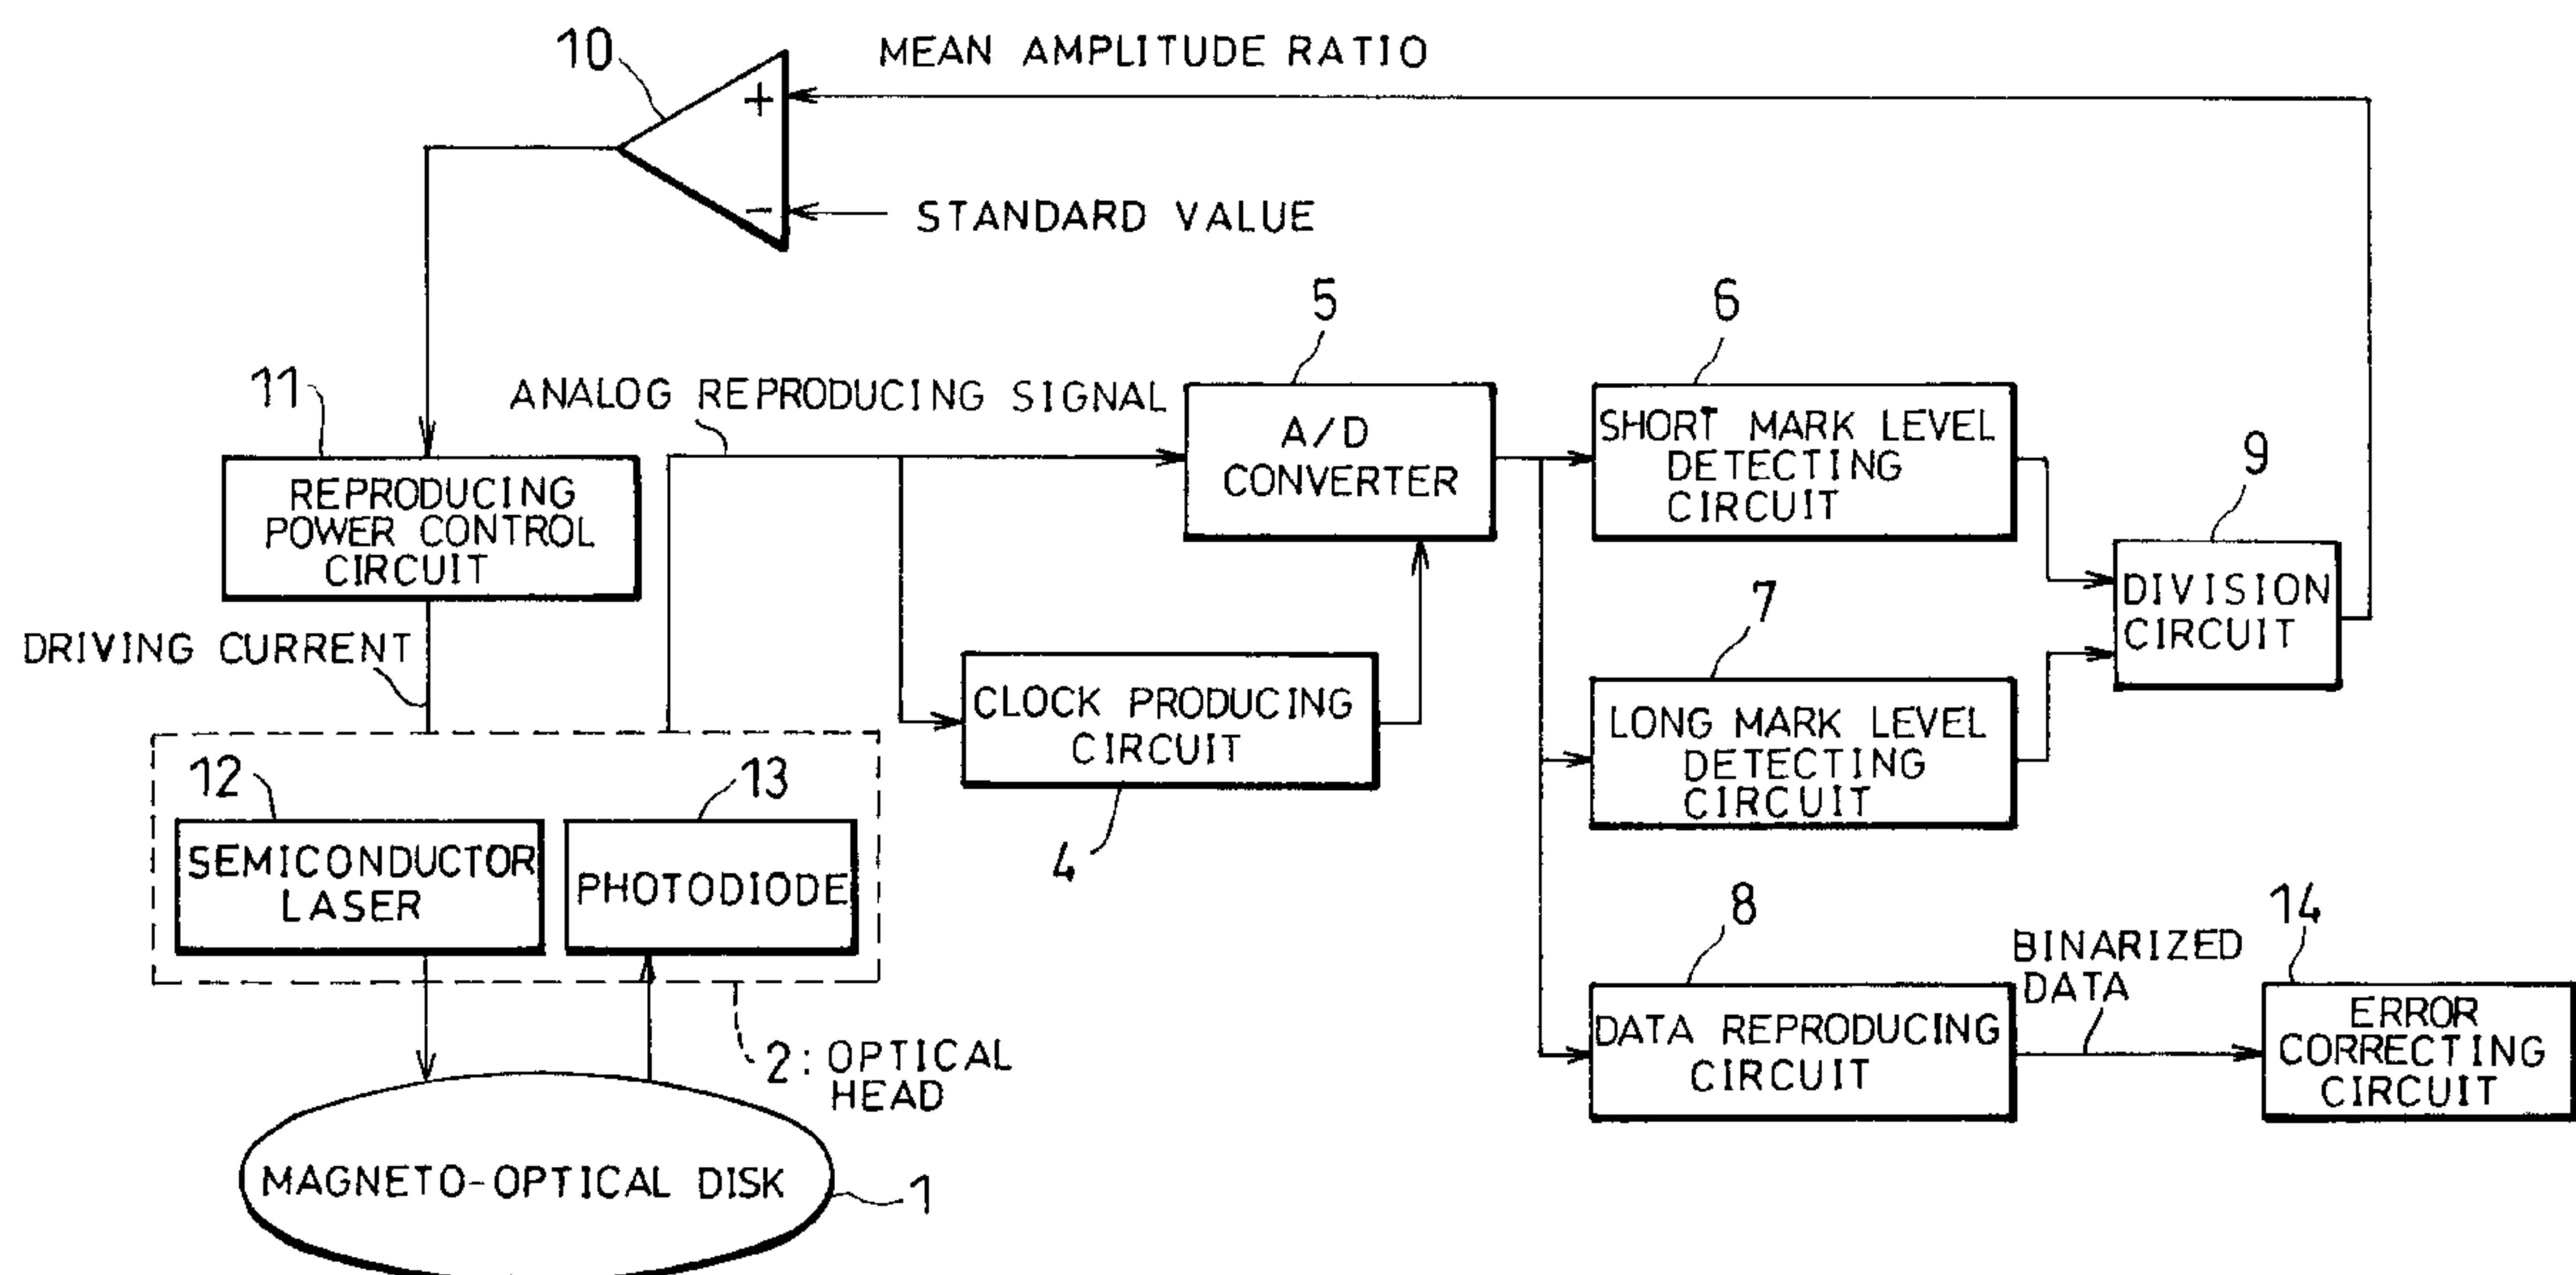 10
MEAN AMPLITUDE RATIO
+
−
STANDARD VALUE
5
6
11
ANALOG REPRODUCING SIGNAL
A/D
CONVERTER
SHORT MARK LEVEL
DETECTING
CIRCUIT
9
REPRODUCING
POWER CONTROL
CIRCUIT
DIVISION
CIRCUIT
7
DRIVING CURRENT
CLOCK PRODUCING
CIRCUIT
LONG MARK LEVEL
DETECTING
CIRCUIT
12
13
4
SEMICONDUCTOR
LASER
PHOTODIODE
8
BINARIZED
DATA
14
2: OPTICAL
HEAD
DATA REPRODUCING
CIRCUIT
ERROR
CORRECTING
CIRCUIT
MAGNETO-OPTICAL DISK
1